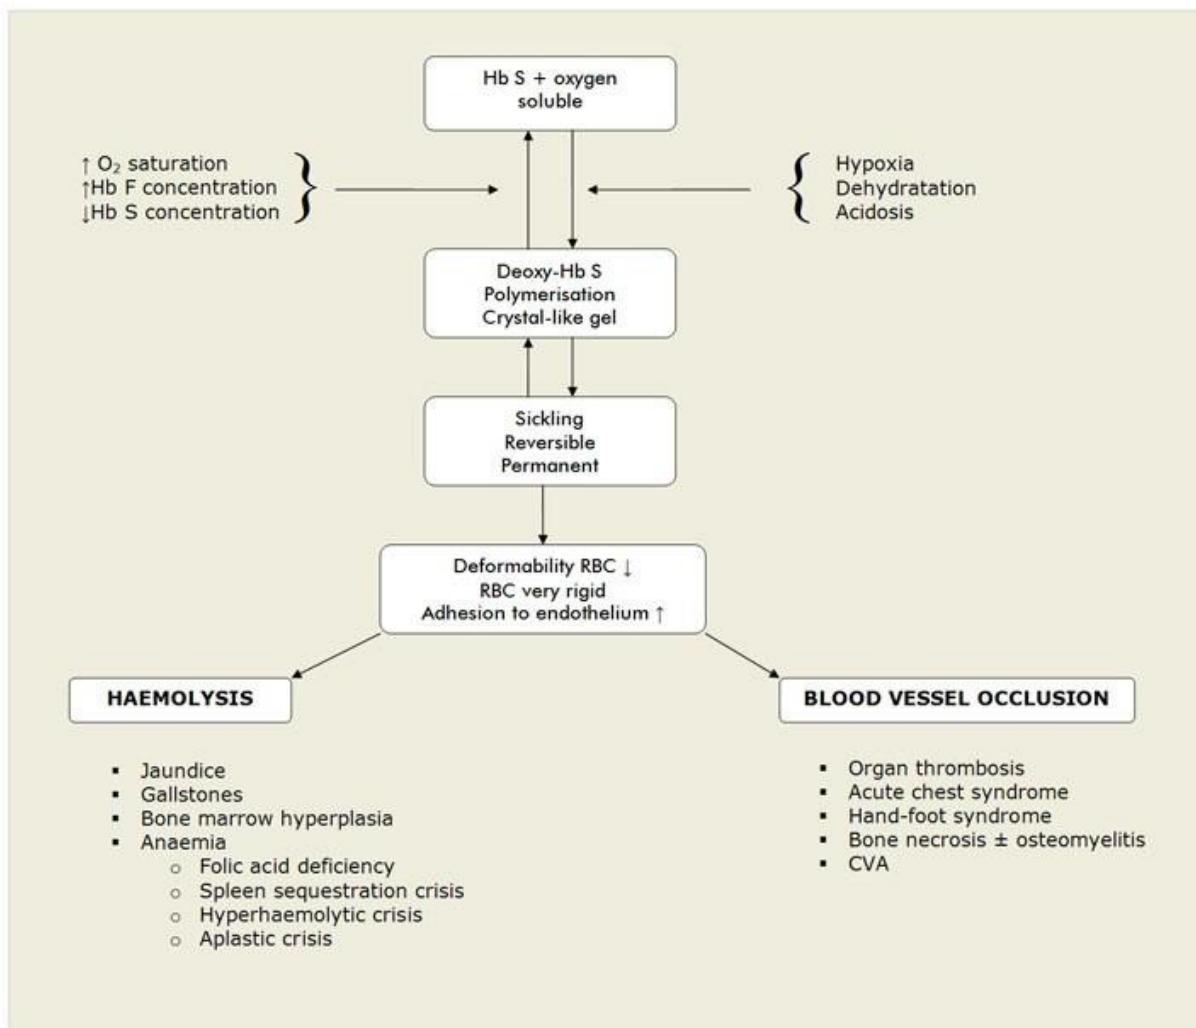 Hb S + oxygen
soluble
↑ O₂ saturation
↑Hb F concentration
↓Hb S concentration
Hypoxia
Dehydratation
Acidosis
Deoxy-Hb S
Polymerisation
Crystal-like gel
Sickling
Reversible
Permanent
Deformability RBC ↓
RBC very rigid
Adhesion to endothelium ↑
HAEMOLYSIS
▪ Jaundice
▪ Gallstones
▪ Bone marrow hyperplasia
▪ Anaemia
o Folic acid deficiency
o Spleen sequestration crisis
o Hyperhaemolytic crisis
o Aplastic crisis
BLOOD VESSEL OCCLUSION
▪ Organ thrombosis
▪ Acute chest syndrome
▪ Hand-foot syndrome
▪ Bone necrosis ± osteomyelitis
▪ CVA